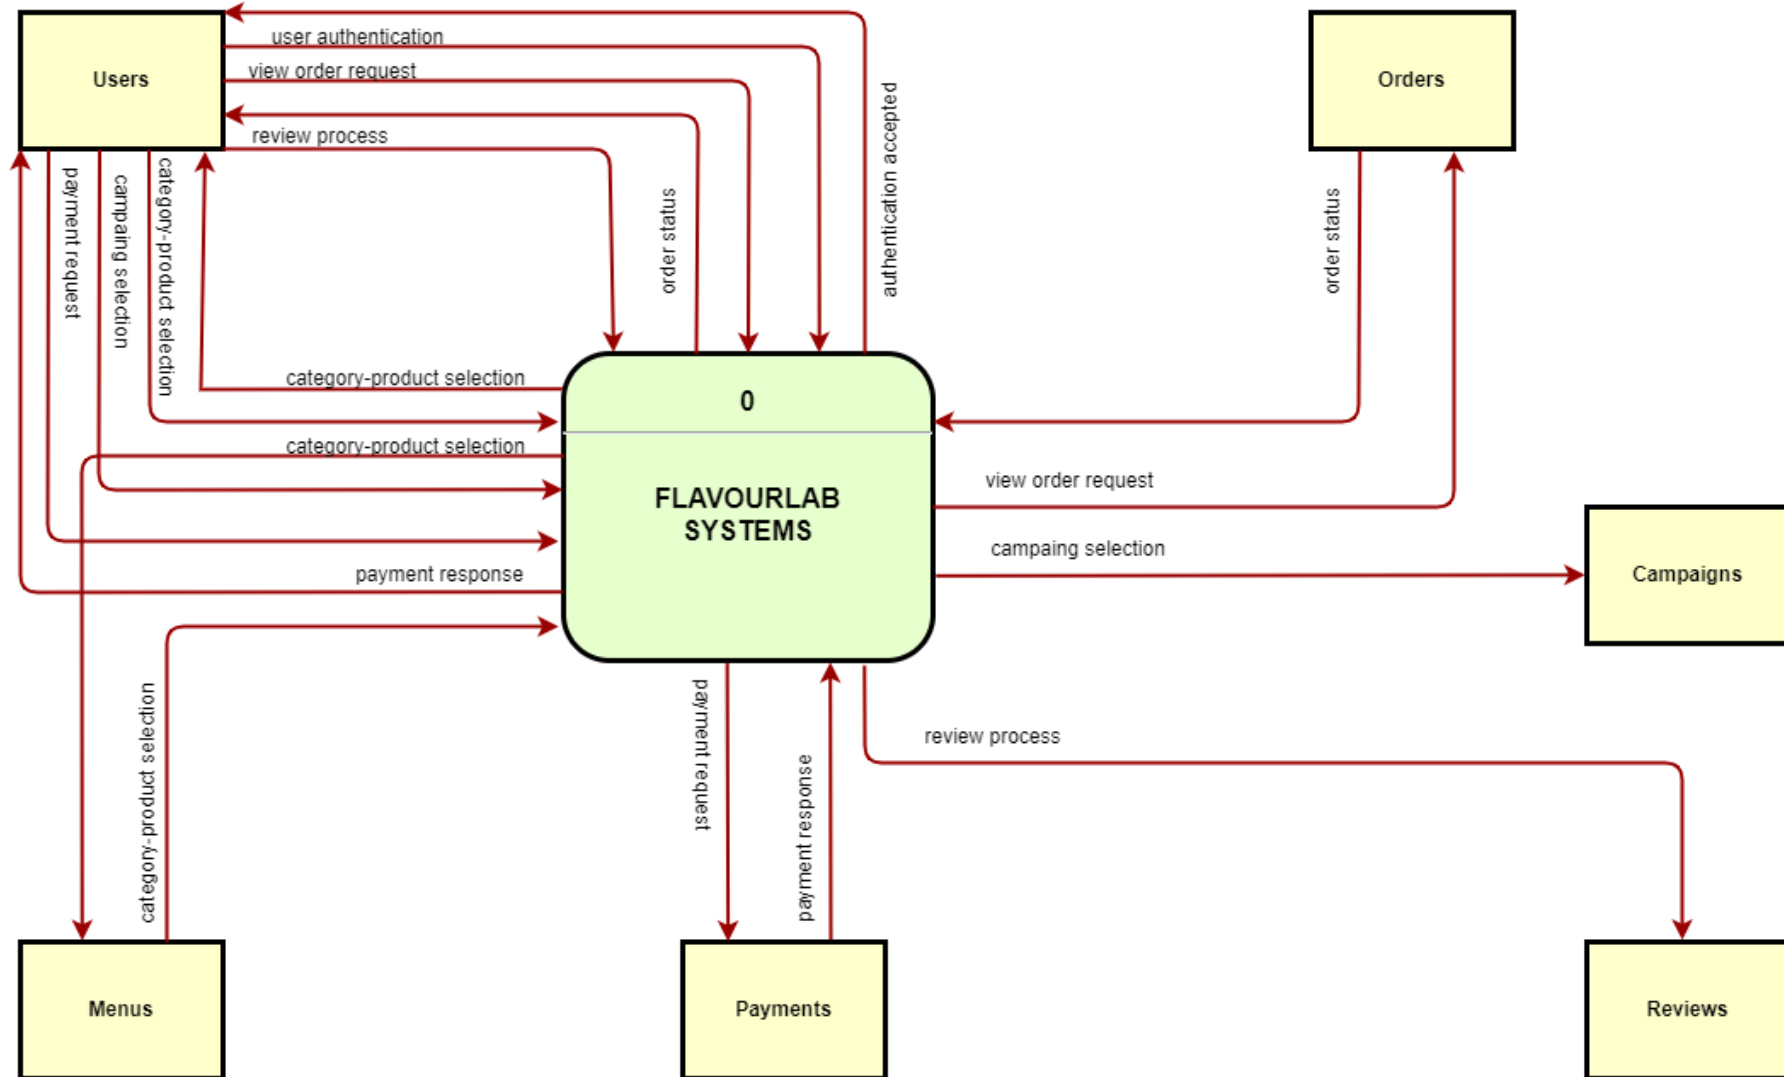 user authentication
Users
view order request
Orders
review process
authentication accepted
payment request
campaing selection
category-product selection
order status
order status
category-product selection
0
category-product selection
view order request
FLAVOURLAB
SYSTEMS
campaing selection
payment response
Campaigns
category-product selection
payment request
payment response
review process
Menus
Payments
Reviews